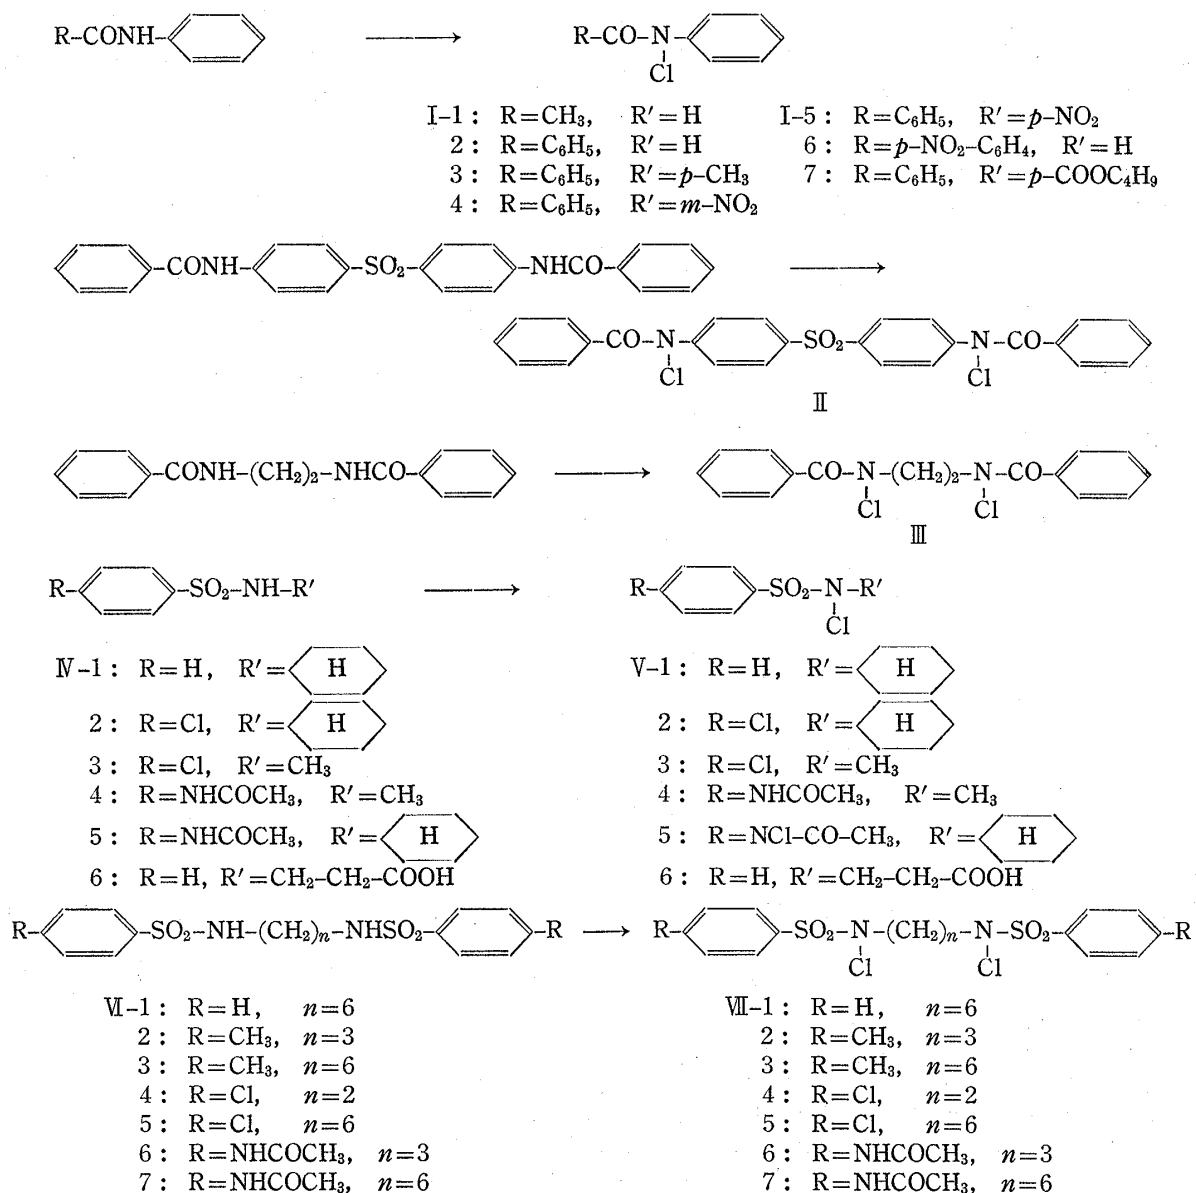 R–CONH– ⟶ R–CO–N–
Cl
I-1 : R=CH₃, R′=H I-5 : R=C₆H₅, R′=p–NO₂
2 : R=C₆H₅, R′=H 6 : R=p–NO₂–C₆H₄, R′=H
3 : R=C₆H₅, R′=p–CH₃ 7 : R=C₆H₅, R′=p–COOC₄H₉
4 : R=C₆H₅, R′=m–NO₂
–CONH– –SO₂– –NHCO– ⟶
–CO–N– –SO₂– –N–CO–
Cl Cl
Ⅱ
–CONH–(CH₂)₂–NHCO– ⟶ –CO–N–(CH₂)₂–N–CO–
Cl Cl
Ⅲ
R– –SO₂–NH–R′ ⟶ R– –SO₂–N–R′
Cl
Ⅳ-1 : R=H, R′= H Ⅴ-1 : R=H, R′= H
2 : R=Cl, R′= H 2 : R=Cl, R′= H
3 : R=Cl, R′=CH₃ 3 : R=Cl, R′=CH₃
4 : R=NHCOCH₃, R′=CH₃ 4 : R=NHCOCH₃, R′=CH₃
5 : R=NHCOCH₃, R′= H 5 : R=NCl–CO–CH₃, R′= H
6 : R=H, R′=CH₂–CH₂–COOH 6 : R=H, R′=CH₂–CH₂–COOH
R– –SO₂–NH–(CH₂)ₙ–NHSO₂– –R ⟶ R– –SO₂–N–(CH₂)ₙ–N–SO₂– –R
Cl Cl
Ⅵ-1 : R=H, n=6 Ⅶ-1 : R=H, n=6
2 : R=CH₃, n=3 2 : R=CH₃, n=3
3 : R=CH₃, n=6 3 : R=CH₃, n=6
4 : R=Cl, n=2 4 : R=Cl, n=2
5 : R=Cl, n=6 5 : R=Cl, n=6
6 : R=NHCOCH₃, n=3 6 : R=NHCOCH₃, n=3
7 : R=NHCOCH₃, n=6 7 : R=NHCOCH₃, n=6